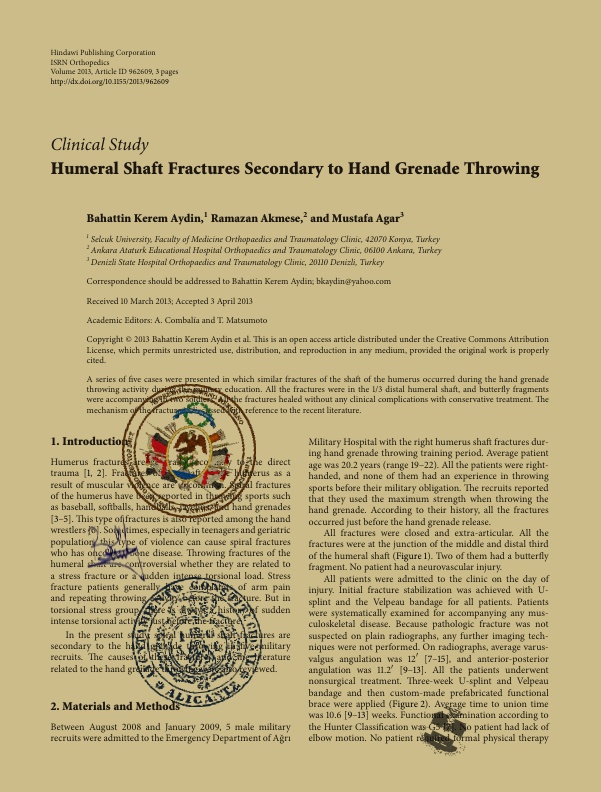 Hindawi Publishing Corporation
ISRN Orthopedics
Volume 2013, Article ID 962609, 3 pages
http://dx.doi.org/10.1155/2013/962609
Clinical Study
Humeral Shaft Fractures Secondary to Hand Grenade Throwing
Bahattin Kerem Aydin,1 Ramazan Akmese,2 and Mustafa Agar3
1 Selcuk University, Faculty of Medicine Orthopaedics and Traumatology Clinic, 42070 Konya, Turkey
2 Ankara Ataturk Educational Hospital Orthopaedics and Traumatology Clinic, 06100 Ankara, Turkey
3 Denizli State Hospital Orthopaedics and Traumatology Clinic, 20110 Denizli, Turkey
Correspondence should be addressed to Bahattin Kerem Aydin; bkaydin@yahoo.com
Received 10 March 2013; Accepted 3 April 2013
Academic Editors: A. Combalía and T. Matsumoto
Copyright © 2013 Bahattin Kerem Aydin et al. This is an open access article distributed under the Creative Commons Attribution
License, which permits unrestricted use, distribution, and reproduction in any medium, provided the original work is properly
cited.
A series of five cases were presented in which similar fractures of the shaft of the humerus occurred during the hand grenade
throwing activity during the military education. All the fractures were in the 1/3 distal humeral shaft, and butterfly fragments
were accompanying in two soldiers. All the fractures healed without any clinical complications with conservative treatment. The
mechanism of the fractures discussed with reference to the recent literature.
1. Introduction
Humerus fractures are to the direct
trauma [1, 2]. Fractures of shaft humerus as a
result of muscular violence are uncommon. Spiral fractures
of the humerus have been reported in throwing sports such
as baseball, softballs, handballs, and hand grenades
[3–5]. This type of fractures is also reported among the hand
wrestlers [6]. Sometimes, especially in teenagers and geriatric
population, this type of violence can cause spiral fractures
who has bone disease. Throwing fractures of the
humeral shaft are controversial whether they are related to
a stress fracture or a sudden intense torsional load. Stress
fracture patients generally have complaints of arm pain
and repeating throwing activity before the fracture. But in
torsional stress group, there is always a history of sudden
intense torsional activity just before the fracture.
In the present study, spiral humeral shaft fractures are
secondary to the hand grenade throwing military
recruits. The causes of these fractures and literature
related to the hand grenade reviewed.
2. Materials and Methods
Between August 2008 and January 2009, 5 male military
recruits were admitted to the Emergency Department of Ağrı
Military Hospital with the right humerus shaft fractures dur-
ing hand grenade throwing training period. Average patient
age was 20.2 years (range 19–22). All the patients were right-
handed, and none of them had an experience in throwing
sports before their military obligation. The recruits reported
that they used the maximum strength when throwing the
hand grenade. According to their history, all the fractures
occurred just before the hand grenade release.
All fractures were closed and extra-articular. All the
fractures were at the junction of the middle and distal third
of the humeral shaft (Figure 1). Two of them had a butterfly
fragment. No patient had a neurovascular injury.
All patients were admitted to the clinic on the day of
injury. Initial fracture stabilization was achieved with U-
splint and the Velpeau bandage for all patients. Patients
were systematically examined for accompanying any mus-
culoskeletal disease. Because pathologic fracture was not
suspected on plain radiographs, any further imaging tech-
niques were not performed. On radiographs, average varus-
valgus angulation was 12° [7–15], and anterior-posterior
angulation was 11.2° [9–13]. All the patients underwent
nonsurgical treatment. Three-week U-splint and Velpeau
bandage and then custom-made prefabricated functional
brace were applied (Figure 2). Average time to union time
was 10.6 [9–13] weeks. Functional examination according to
the Hunter Classification was G5 [7]. No patient had lack of
elbow motion. No patient required formal physical therapy
ALICANTE